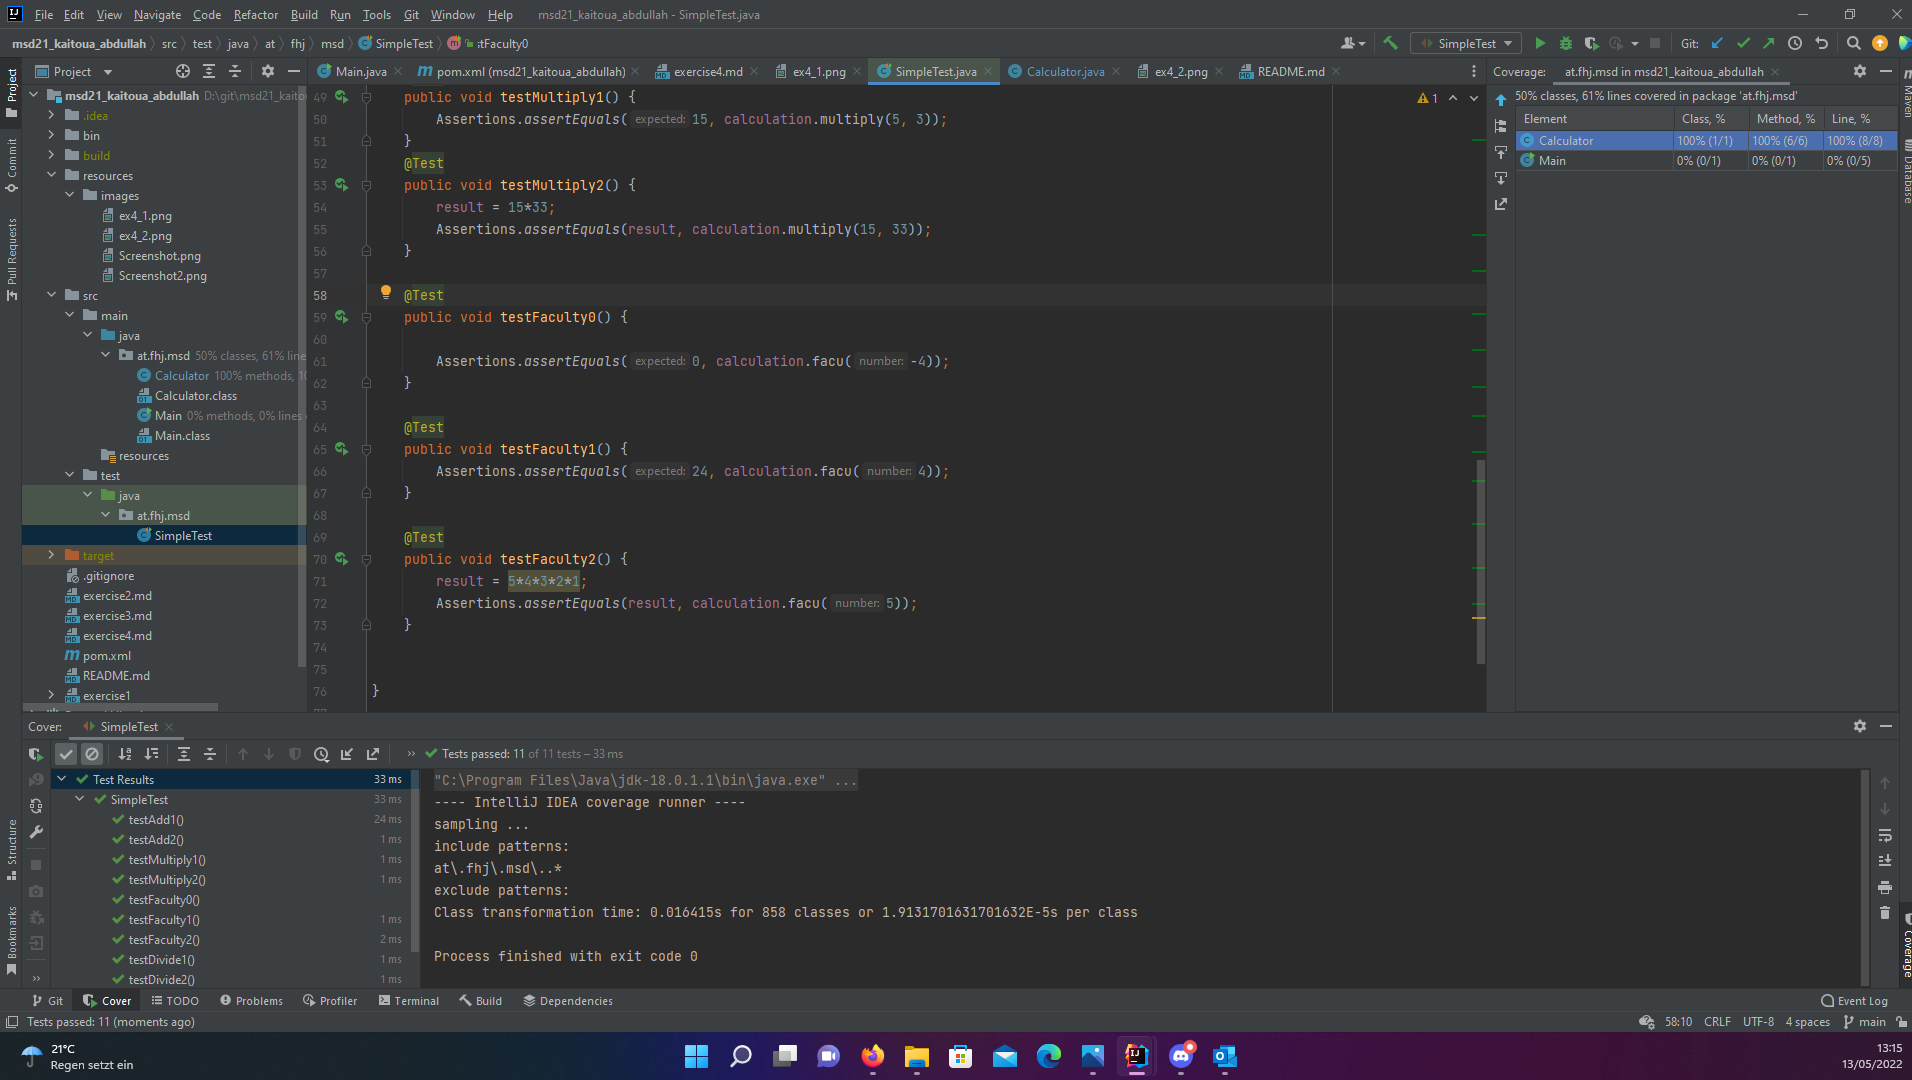 File Edit View Navigate Code Refactor Build Run Tools Git Window Help msd21_kaitoua_abdullah - SimpleTest.java
msd21_kaitoua_abdullah src test java at fhj msd SimpleTest SimpleTest Git:
Project
Main.java pom.xml (msd21_kaitoua_abdullah) exercise4.md ex4_1.png SimpleTest.java Calculator.java ex4_2.png README.md
Coverage: at.fhj.msd in msd21_kaitoua_abdullah
50% classes, 61% lines covered in package 'at.fhj.msd'
Element Class, % Method, % Line, %
Calculator 100% (1/1) 100% (6/6) 100% (8/8)
Main 0% (0/1) 0% (0/1) 0% (0/5)
Project
Commit
Pull Requests
Structure
Bookmarks
Maven
Database
Coverage
msd21_kaitoua_abdullah
.idea
bin
build
resources
images
ex4_1.png
ex4_2.png
Screenshot.png
Screenshot2.png
src
main
java
at.fhj.msd 50% classes, 61% line
Calculator 100% methods,
Calculator.class
Main 0% methods, 0% lines
Main.class
resources
test
java
at.fhj.msd
SimpleTest
target
.gitignore
exercise2.md
exercise3.md
exercise4.md
pom.xml
README.md
exercise1
1
49 public void testMultiply1() {
50 Assertions.assertEquals( expected: 15, calculation.multiply(5, 3));
51 }
52 @Test
53 public void testMultiply2() {
54 result = 15*33;
55 Assertions.assertEquals(result, calculation.multiply(15, 33));
56 }
57
58 @Test
59 public void testFaculty0() {
60
61 Assertions.assertEquals( expected: 0, calculation.facu( number: -4));
62 }
63
64 @Test
65 public void testFaculty1() {
66 Assertions.assertEquals( expected: 24, calculation.facu( number: 4));
67 }
68
69 @Test
70 public void testFaculty2() {
71 result = 5*4*3*2*1;
72 Assertions.assertEquals(result, calculation.facu( number: 5));
73 }
74
75
76 }
Cover: SimpleTest
Tests passed: 11 of 11 tests – 33 ms
Test Results 33 ms
SimpleTest 33 ms
testAdd1() 24 ms
testAdd2() 1 ms
testMultiply1() 1 ms
testMultiply2() 1 ms
testFaculty0()
testFaculty1() 1 ms
testFaculty2() 2 ms
testDivide1() 1 ms
testDivide2() 1 ms
"C:\Program Files\Java\jdk-18.0.1.1\bin\java.exe" ...
---- IntelliJ IDEA coverage runner ----
sampling ...
include patterns:
at\.fhj\.msd\..*
exclude patterns:
Class transformation time: 0.016415s for 858 classes or 1.9131701631701632E-5s per class
Process finished with exit code 0
Git Cover TODO Problems Profiler Terminal Build Dependencies Event Log
Tests passed: 11 (moments ago) 58:10 CRLF UTF-8 4 spaces main
21°C
Regen setzt ein
13:15
13/05/2022